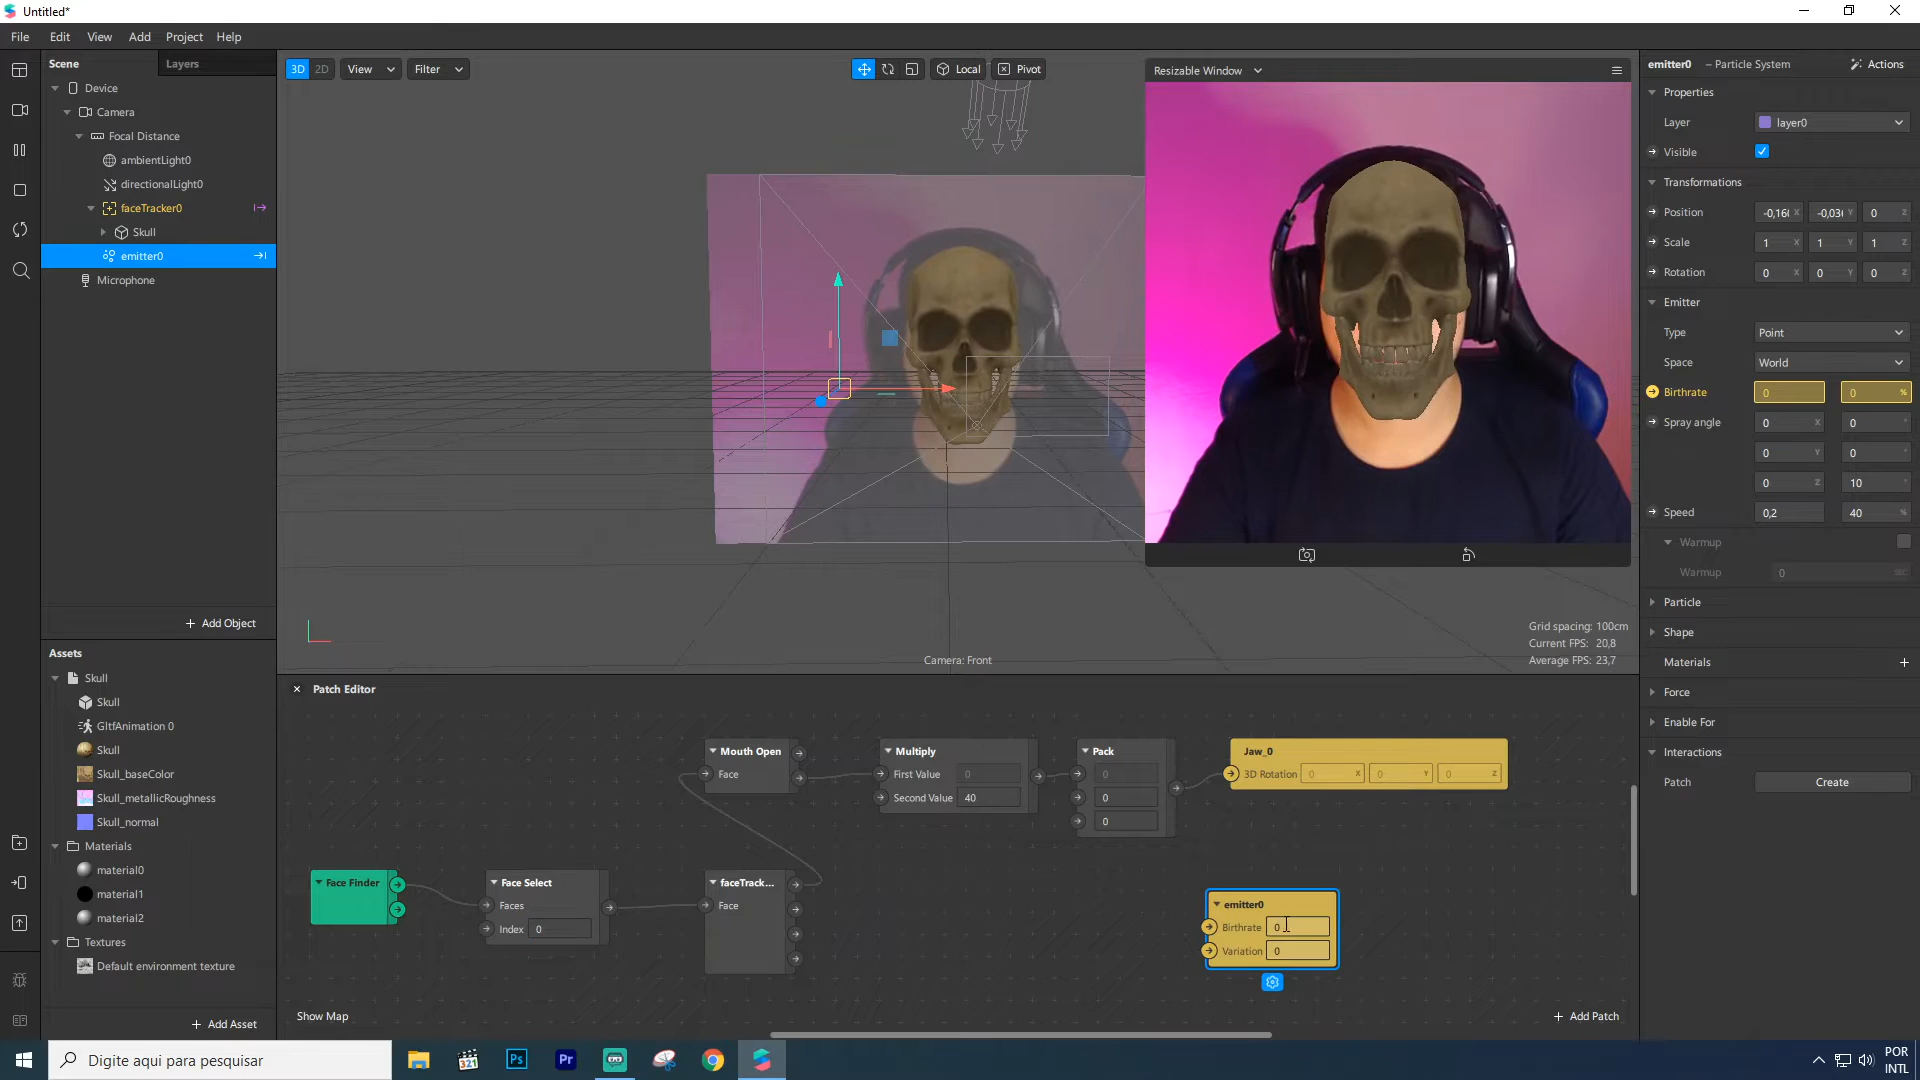 Untitled*
File Edit View Add Project Help
Scene
Layers
Device
Camera
Focal Distance
ambientLight0
directionalLight0
faceTracker0
Skull
emitter0
Microphone
+ Add Object
3D 2D
View
Filter
Local
Pivot
Resizable Window
Grid spacing: 100cm
Current FPS: 20,8
Average FPS: 23,7
Camera: Front
Assets
Skull
Skull
GltfAnimation 0
Skull
Skull_baseColor
Skull_metallicRoughness
Skull_normal
Materials
material0
material1
material2
Textures
Default environment texture
+ Add Asset
Patch Editor
Mouth Open
Face
Multiply
First Value 0
Second Value 40
Pack
0
0
0
Jaw_0
3D Rotation 0 X 0 Y 0 Z
Face Finder
Face Select
Faces
Index 0
faceTrack...
Face
emitter0
Birthrate 0
Variation 0
Show Map
+ Add Patch
emitter0 – Particle System
Actions
Properties
Layer layer0
Visible
Transformations
Position -0,16( X -0,03( Y 0 Z
Scale 1 X 1 Y 1 Z
Rotation 0 X 0 Y 0 Z
Emitter
Type Point
Space World
Birthrate 0 0 %
Spray angle 0 X 0 °
0 Y 0 °
0 Z 10 °
Speed 0,2 40 %
Warmup
Warmup 0 SEC
Particle
Shape
Materials +
Force
Enable For
Interactions
Patch Create
Digite aqui para pesquisar
321
Ps
Pr
POR
INTL